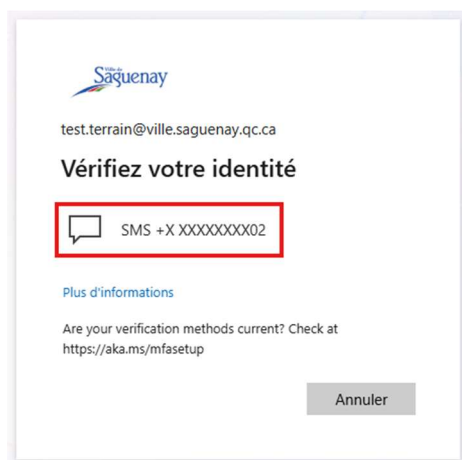 Ville de
Saguenay
test.terrain@ville.saguenay.qc.ca
Vérifiez votre identité
SMS +X XXXXXXXX02
Plus d'informations
Are your verification methods current? Check at
https://aka.ms/mfasetup
Annuler